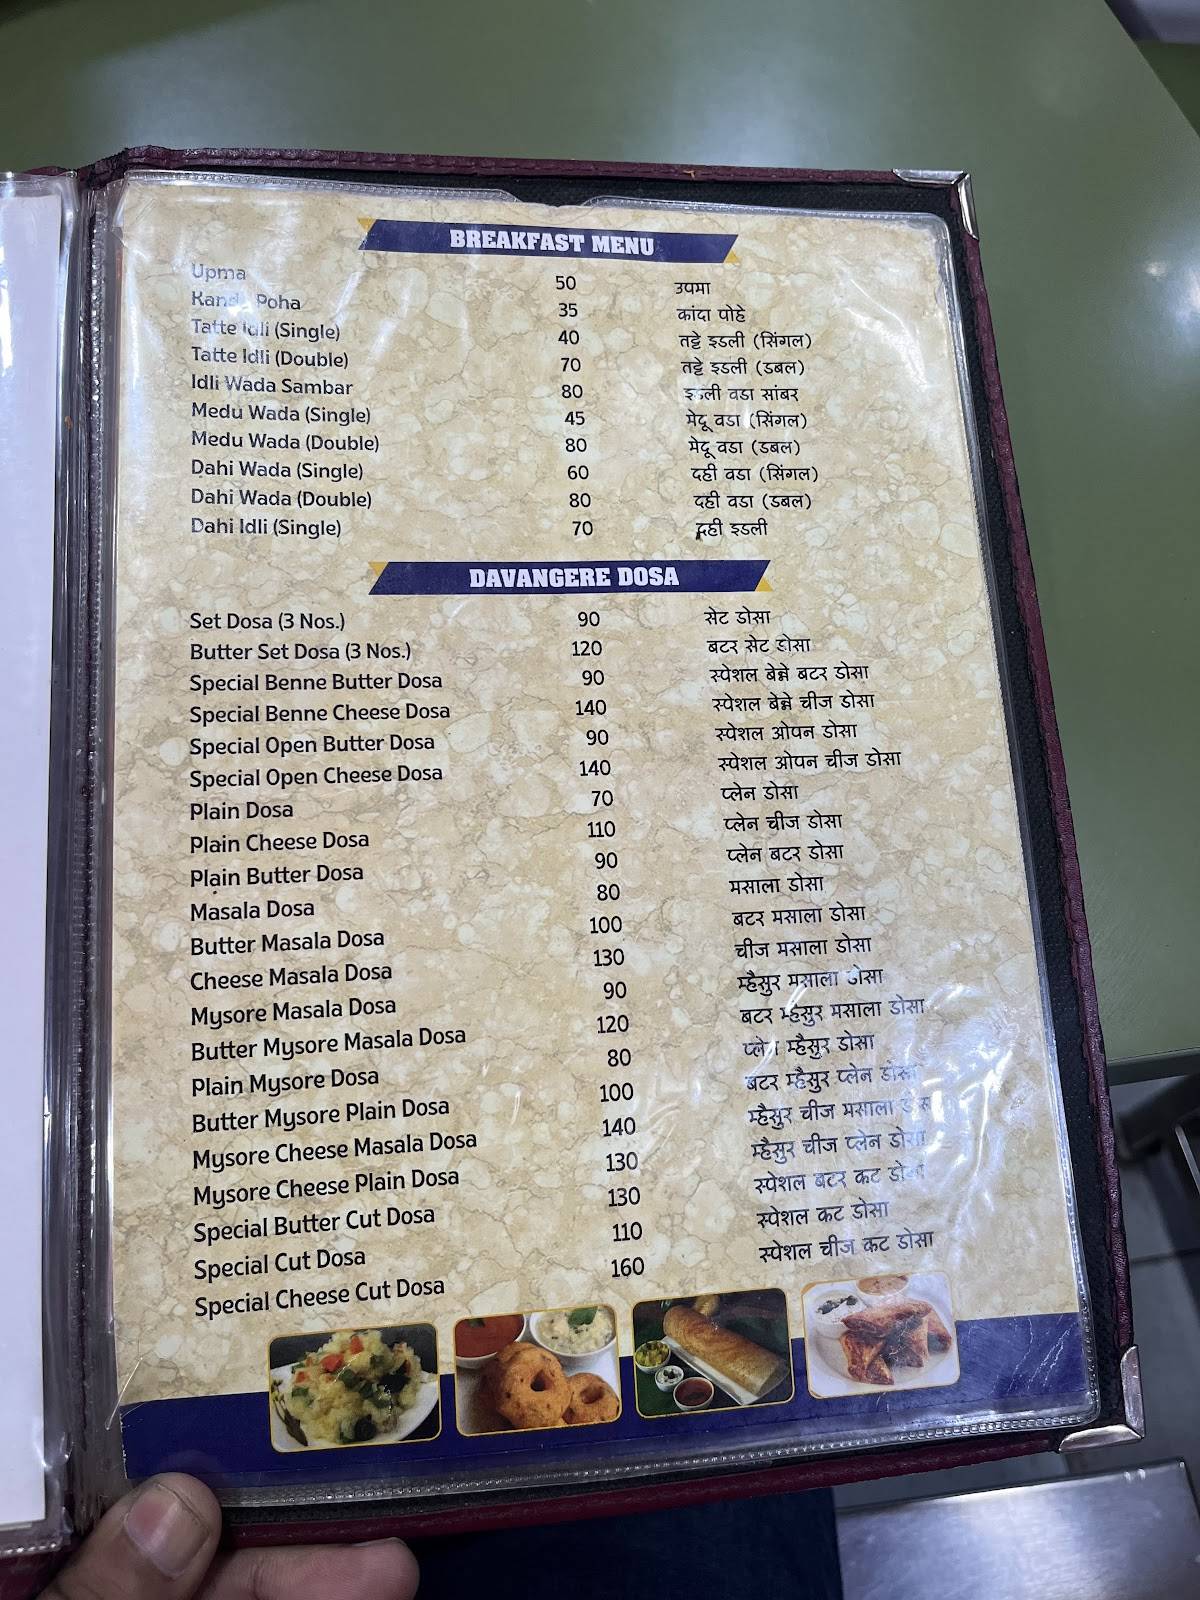 BREAKFAST MENU
Upma 50 उपमा
Kanda Poha 35 कांदा पोहे
Tatte Idli (Single) 40 तट्टे इडली (सिंगल)
Tatte Idli (Double) 70 तट्टे इडली (डबल)
Idli Wada Sambar 80 इडली वडा सांबर
Medu Wada (Single) 45 मेदू वडा (सिंगल)
Medu Wada (Double) 80 मेदू वडा (डबल)
Dahi Wada (Single) 60 दही वडा (सिंगल)
Dahi Wada (Double) 80 दही वडा (डबल)
Dahi Idli (Single) 70 दही इडली
DAVANGERE DOSA
Set Dosa (3 Nos.) 90 सेट डोसा
Butter Set Dosa (3 Nos.) 120 बटर सेट डोसा
Special Benne Butter Dosa 90 स्पेशल बेन्ने बटर डोसा
Special Benne Cheese Dosa 140 स्पेशल बेन्ने चीज डोसा
Special Open Butter Dosa 90 स्पेशल ओपन डोसा
Special Open Cheese Dosa 140 स्पेशल ओपन चीज डोसा
Plain Dosa 70 प्लेन डोसा
Plain Cheese Dosa 110 प्लेन चीज डोसा
Plain Butter Dosa 90 प्लेन बटर डोसा
Masala Dosa 80 मसाला डोसा
Butter Masala Dosa 100 बटर मसाला डोसा
Cheese Masala Dosa 130 चीज मसाला डोसा
Mysore Masala Dosa 90 म्हैसुर मसाला डोसा
Butter Mysore Masala Dosa 120 बटर म्हैसुर मसाला डोसा
Plain Mysore Dosa 80 प्लेन म्हैसुर डोसा
Butter Mysore Plain Dosa 100 बटर म्हैसुर प्लेन डोसा
Mysore Cheese Masala Dosa 140 म्हैसुर चीज मसाला डोसा
Mysore Cheese Plain Dosa 130 म्हैसुर चीज प्लेन डोसा
Special Butter Cut Dosa 130 स्पेशल बटर कट डोसा
Special Cut Dosa 110 स्पेशल कट डोसा
Special Cheese Cut Dosa 160 स्पेशल चीज कट डोसा